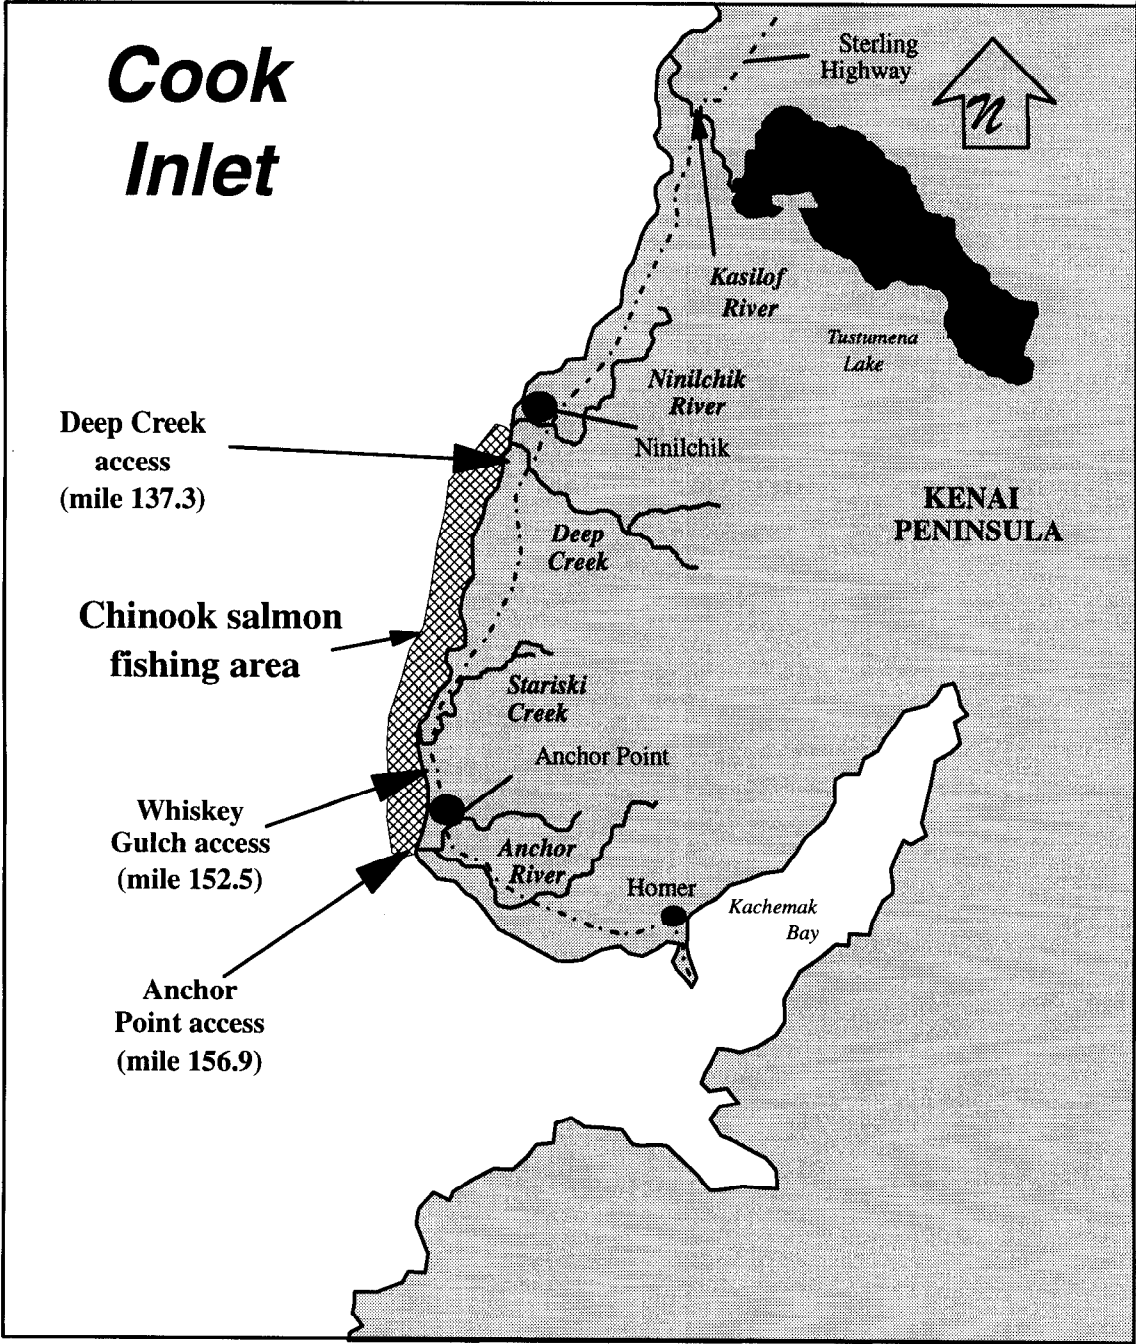 Cook
Inlet
Sterling
Highway
N
Kasilof
River
Tustumena
Lake
Ninilchik
River
Ninilchik
Deep Creek
access
(mile 137.3)
KENAI
PENINSULA
Deep
Creek
Chinook salmon
fishing area
Stariski
Creek
Anchor Point
Whiskey
Gulch access
(mile 152.5)
Anchor
River
Homer
Kachemak
Bay
Anchor
Point access
(mile 156.9)